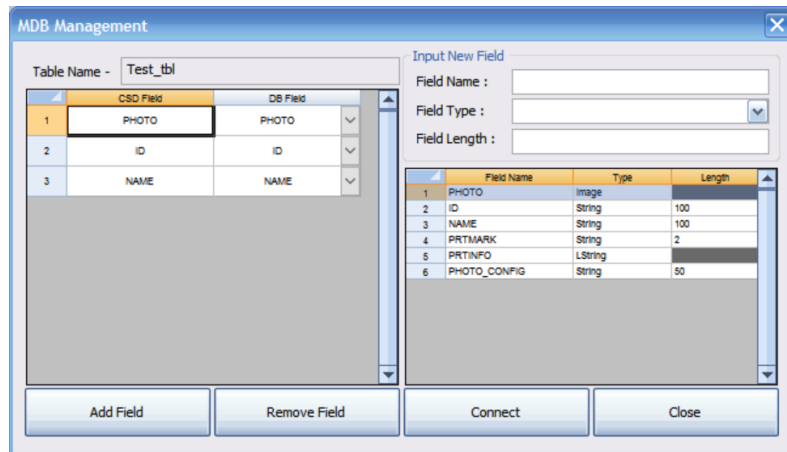 MDB Management
Table Name - Test_tbl
CSD Field DB Field
1 PHOTO PHOTO
2 ID ID
3 NAME NAME
Input New Field
Field Name :
Field Type :
Field Length :
Field Name Type Length
1 PHOTO Image
2 ID String 100
3 NAME String 100
4 PRTMARK String 2
5 PRTINFO LString
6 PHOTO_CONFIG String 50
Add Field Remove Field Connect Close